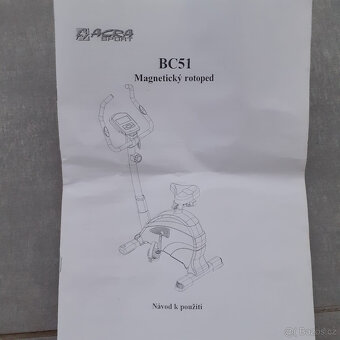 ACRA
SPORT
BC51
Magnetický rotoped
Návod k použití